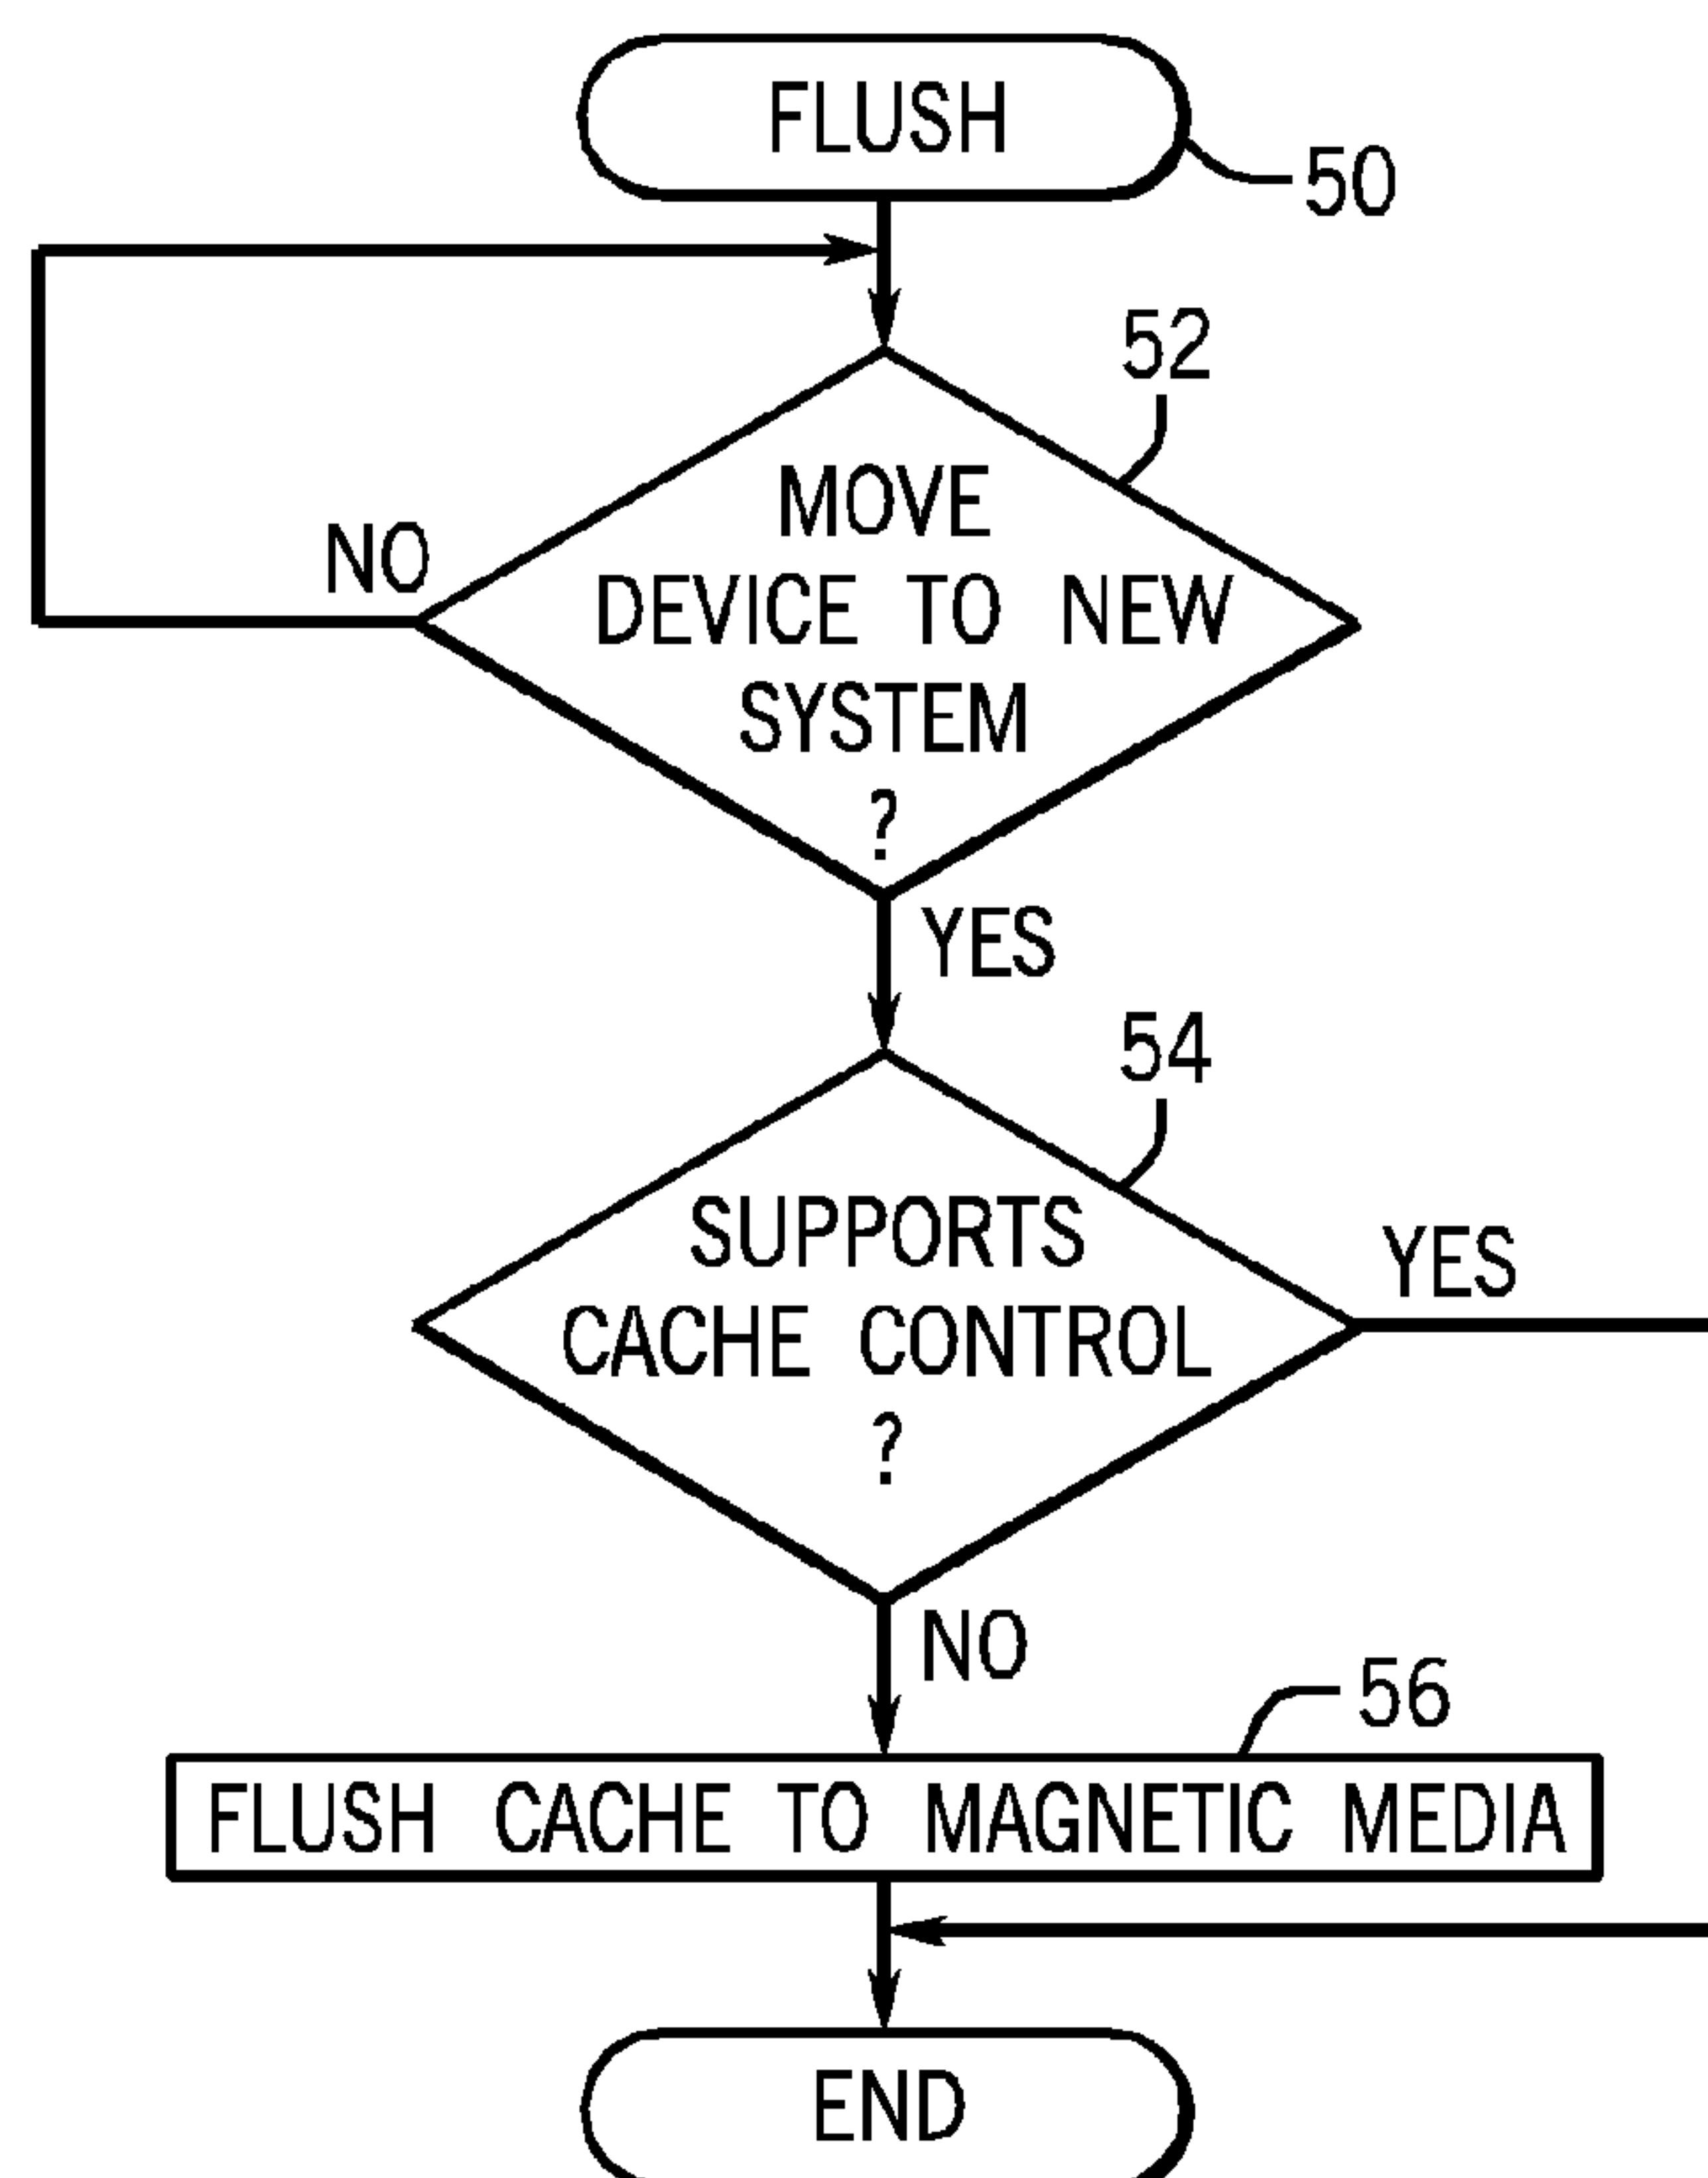 FLUSH
50
52
MOVE
DEVICE TO NEW
SYSTEM
?
NO
YES
54
SUPPORTS
CACHE CONTROL
?
YES
NO
56
FLUSH CACHE TO MAGNETIC MEDIA
END